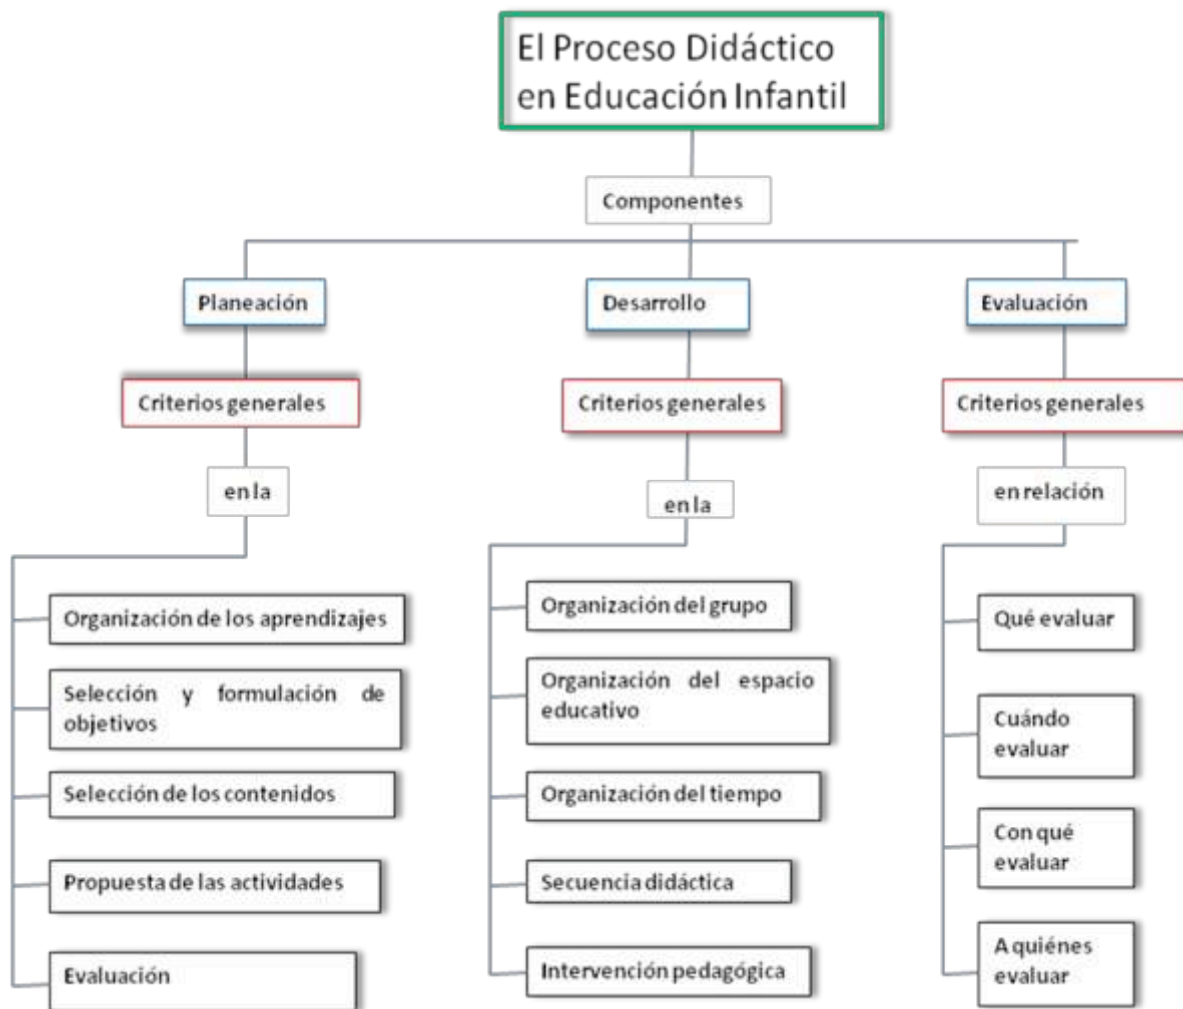 El Proceso Didáctico
en Educación Infantil
Componentes
Planeación
Desarrollo
Evaluación
Criterios generales
Criterios generales
Criterios generales
en la
en la
en relación
Organización de los aprendizajes
Selección y formulación de
objetivos
Selección de los contenidos
Propuesta de las actividades
Evaluación
Organización del grupo
Organización del espacio
educativo
Organización del tiempo
Secuencia didáctica
Intervención pedagógica
Qué evaluar
Cuándo
evaluar
Con qué
evaluar
A quiénes
evaluar